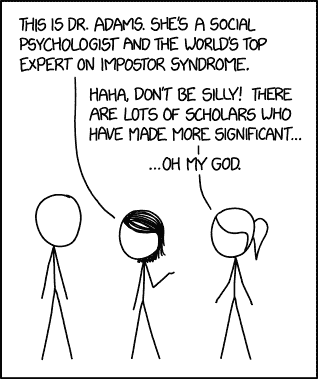 THIS IS DR. ADAMS. SHE'S A SOCIAL
PSYCHOLOGIST AND THE WORLD'S TOP
EXPERT ON IMPOSTOR SYNDROME.
HAHA, DON'T BE SILLY! THERE
ARE LOTS OF SCHOLARS WHO
HAVE MADE MORE SIGNIFICANT...
...OH MY GOD.